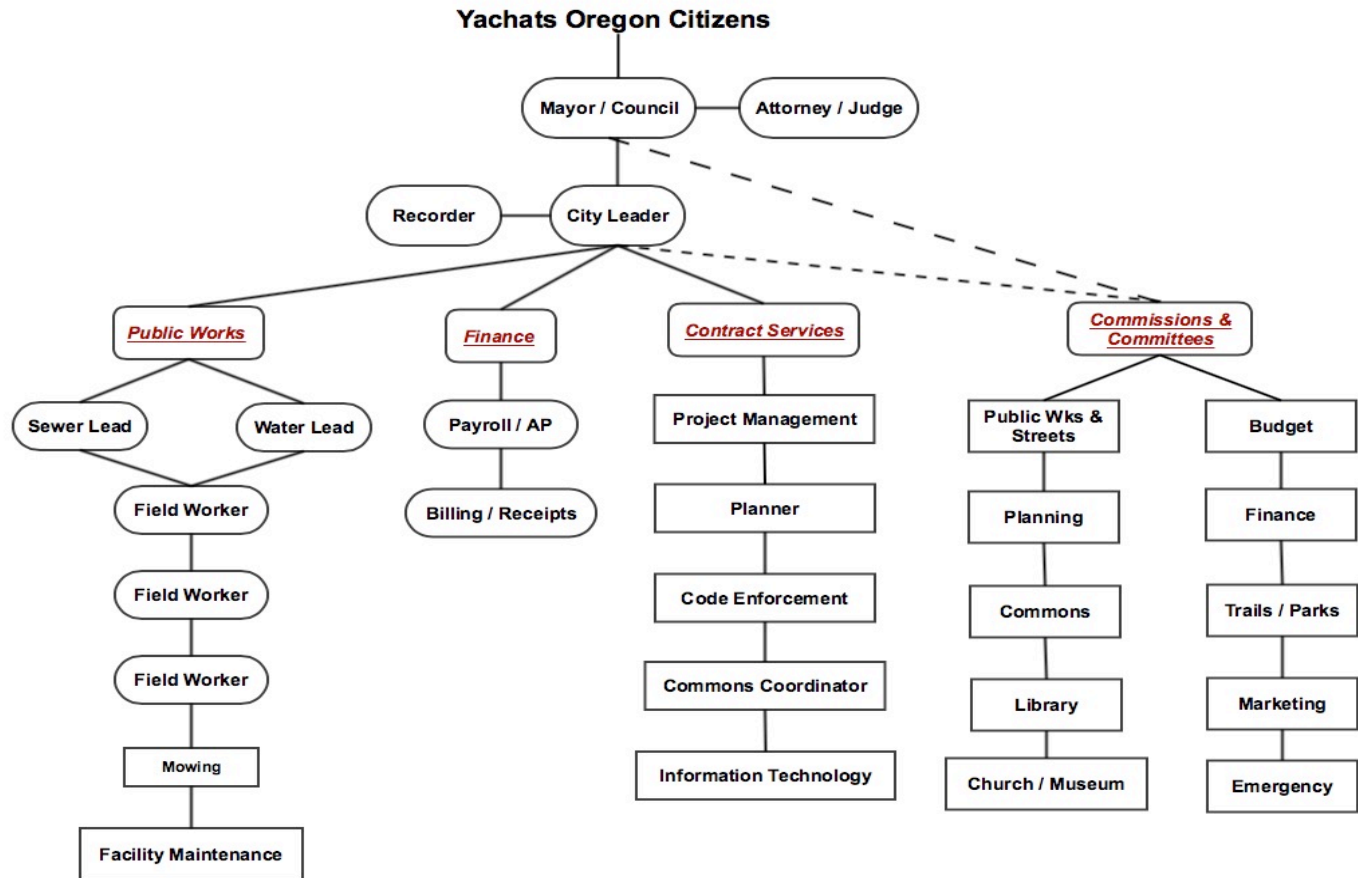 Yachats Oregon Citizens
Mayor / Council
Attorney / Judge
Recorder
City Leader
Public Works
Finance
Contract Services
Commissions &
Committees
Sewer Lead
Water Lead
Field Worker
Field Worker
Field Worker
Mowing
Facility Maintenance
Payroll / AP
Billing / Receipts
Project Management
Planner
Code Enforcement
Commons Coordinator
Information Technology
Public Wks &
Streets
Planning
Commons
Library
Church / Museum
Budget
Finance
Trails / Parks
Marketing
Emergency